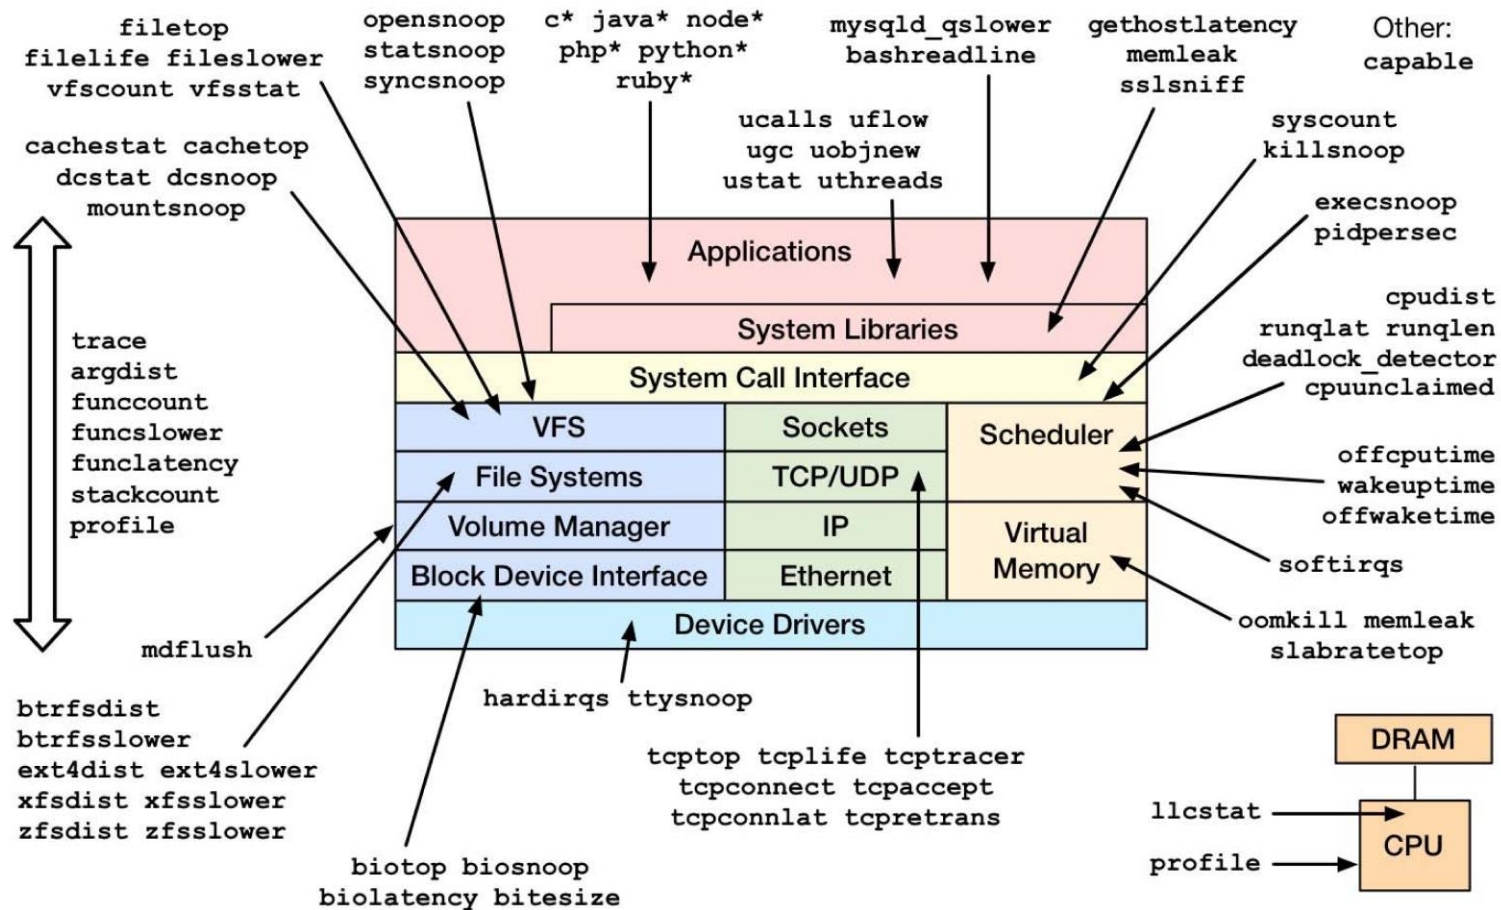 filetop
filelife fileslower
vfscount vfsstat
opensnoop
statsnoop
syncsnoop
c* java* node*
php* python*
ruby*
mysqld_qslower
bashreadline
gethostlatency
memleak
sslsniff
Other:
capable
ucalls uflow
ugc uobjnew
ustat uthreads
syscount
killsnoop
cachestat cachetop
dcstat dcsnoop
mountsnoop
execsnoop
pidpersec
Applications
System Libraries
System Call Interface
VFS
Sockets
Scheduler
File Systems
TCP/UDP
Volume Manager
IP
Virtual
Memory
Block Device Interface
Ethernet
Device Drivers
cpudist
runqlat runqlen
deadlock_detector
cpuunclaimed
offcputime
wakeuptime
offwaketime
softirqs
oomkill memleak
slabratetop
trace
argdist
funccount
funcslower
funclatency
stackcount
profile
mdflush
btrfsdist
btrfsslower
ext4dist ext4slower
xfsdist xfsslower
zfsdist zfsslower
hardirqs ttysnoop
biotop biosnoop
biolatency bitesize
tcptop tcplife tcptracer
tcpconnect tcpaccept
tcpconnlat tcpretrans
DRAM
llcstat
CPU
profile